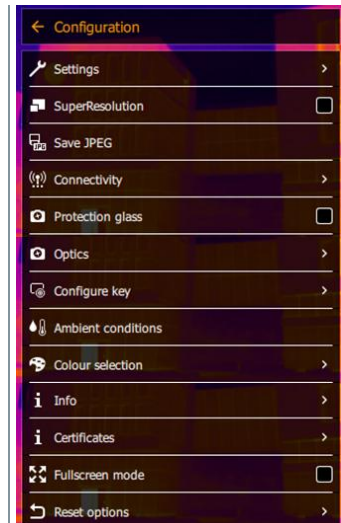 Configuration
Settings
SuperResolution
JPG
Save JPEG
Connectivity
Protection glass
Optics
Configure key
Ambient conditions
Colour selection
Info
Certificates
Fullscreen mode
Reset options